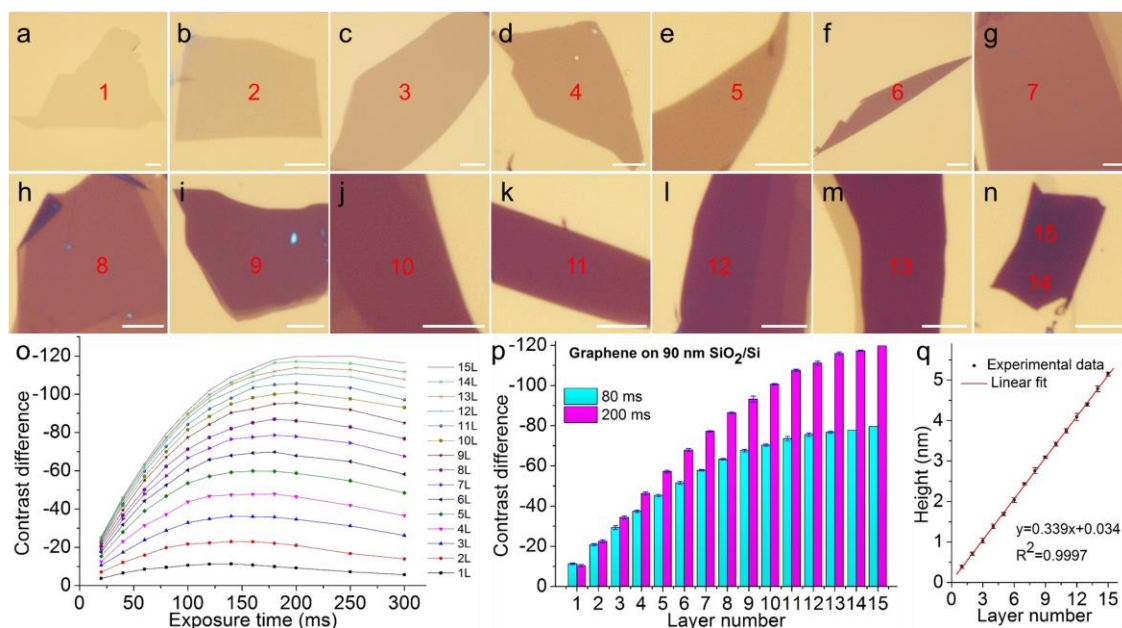 a
b
c
d
e
f
g
1
2
3
4
5
6
7
h
i
j
k
l
m
n
8
9
10
11
12
13
15
14
o
-120
-100
-80
-60
-40
-20
0
Contrast difference
0 50 100 150 200 250 300
Exposure time (ms)
15L
14L
13L
12L
11L
10L
9L
8L
7L
6L
5L
4L
3L
2L
1L
p
Graphene on 90 nm SiO2/Si
80 ms
200 ms
-120
-100
-80
-60
-40
-20
0
Contrast difference
1 2 3 4 5 6 7 8 9 10 11 12 13 14 15
Layer number
q
Experimental data
Linear fit
5
4
3
2
1
0
Height (nm)
y=0.339x+0.034
R2=0.9997
3 6 9 12 15
Layer number